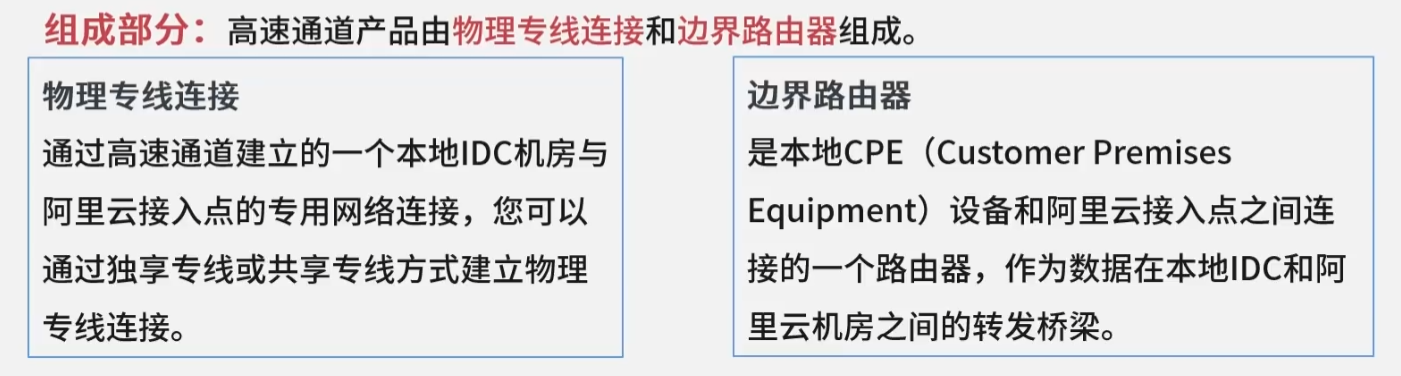 组成部分：高速通道产品由物理专线连接和边界路由器组成。
物理专线连接
通过高速通道建立的一个本地IDC机房与
阿里云接入点的专用网络连接，您可以
通过独享专线或共享专线方式建立物理
专线连接。
边界路由器
是本地CPE（Customer Premises
Equipment）设备和阿里云接入点之间连
接的一个路由器，作为数据在本地IDC和阿
里云机房之间的转发桥梁。